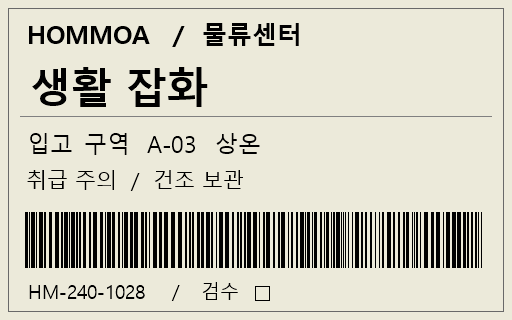 HOMMOA / 물류센터
생활 잡화
입고 구역 A-03 상온
취급 주의 / 건조 보관
HM-240-1028 / 검수 □